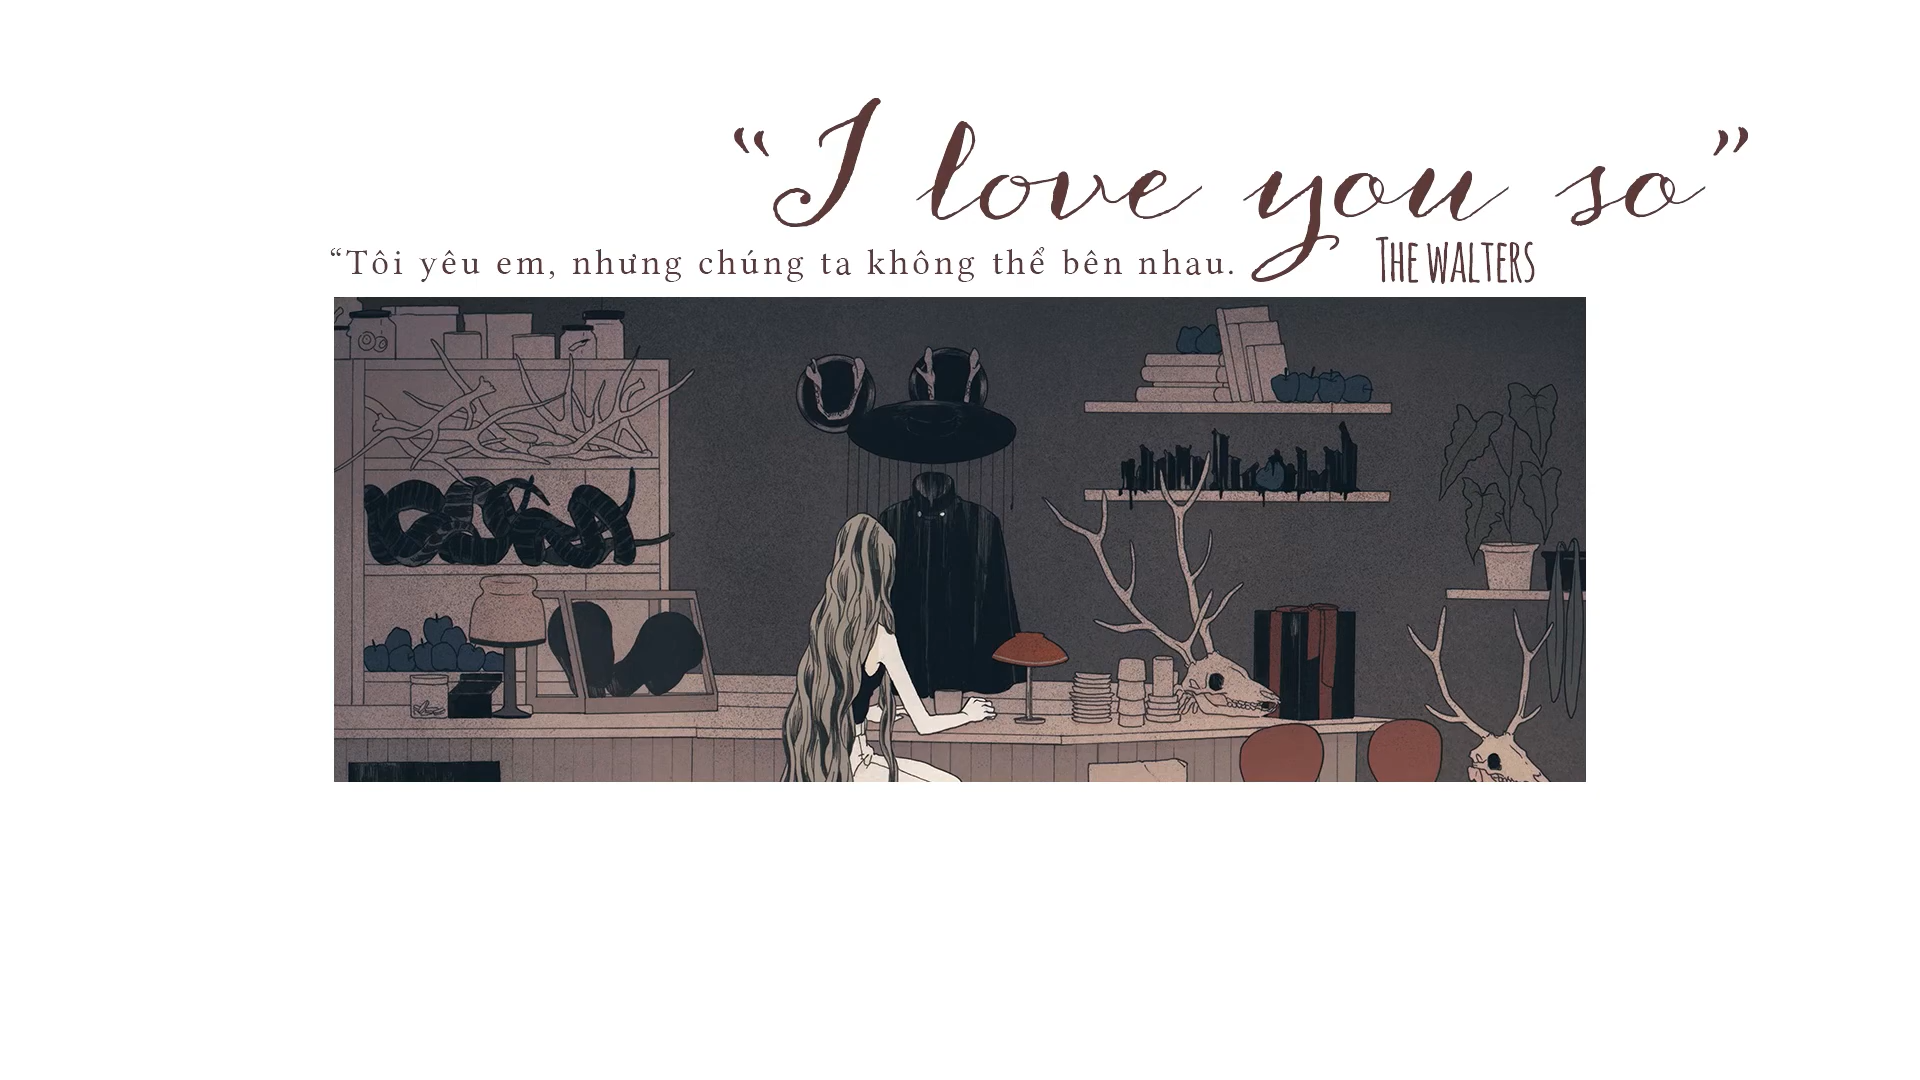 “I love you so”
“Tôi yêu em, nhưng chúng ta không thể bên nhau.
THE WALTERS